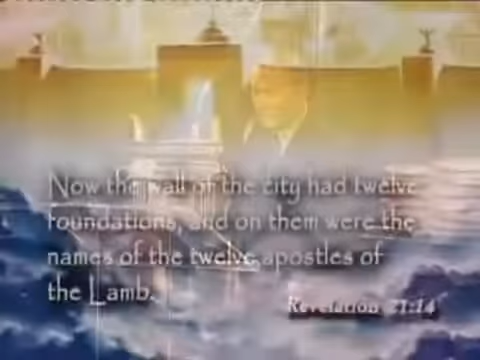 Now the wall of the city had twelve
foundations, and on them were the
names of the twelve apostles of
the Lamb.
Revelation 21:14